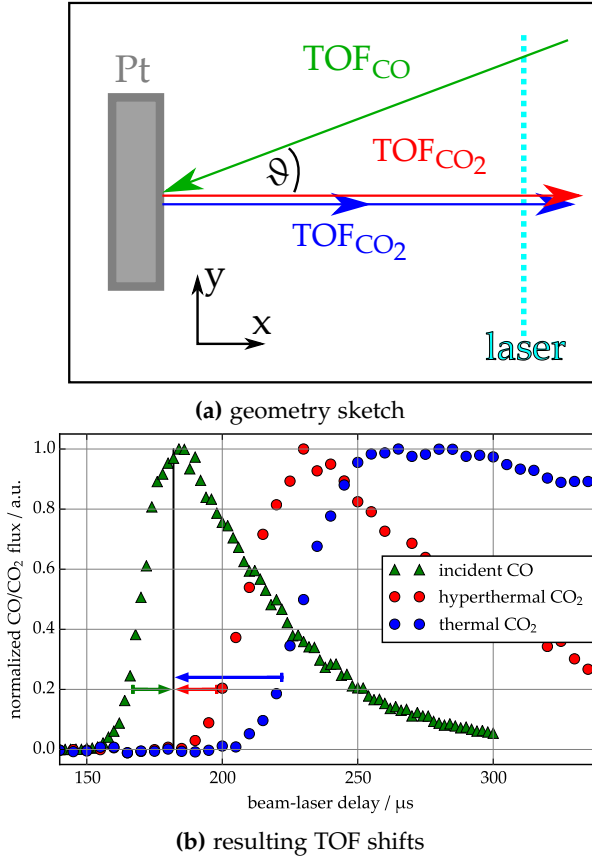 Pt
TOF_CO
ϑ
TOF_CO₂
TOF_CO₂
y
x
laser
(a) geometry sketch
normalized CO/CO₂ flux / a.u.
1.0
0.8
0.6
0.4
0.2
0.0
incident CO
hyperthermal CO₂
thermal CO₂
150 200 250 300
beam-laser delay / μs
(b) resulting TOF shifts